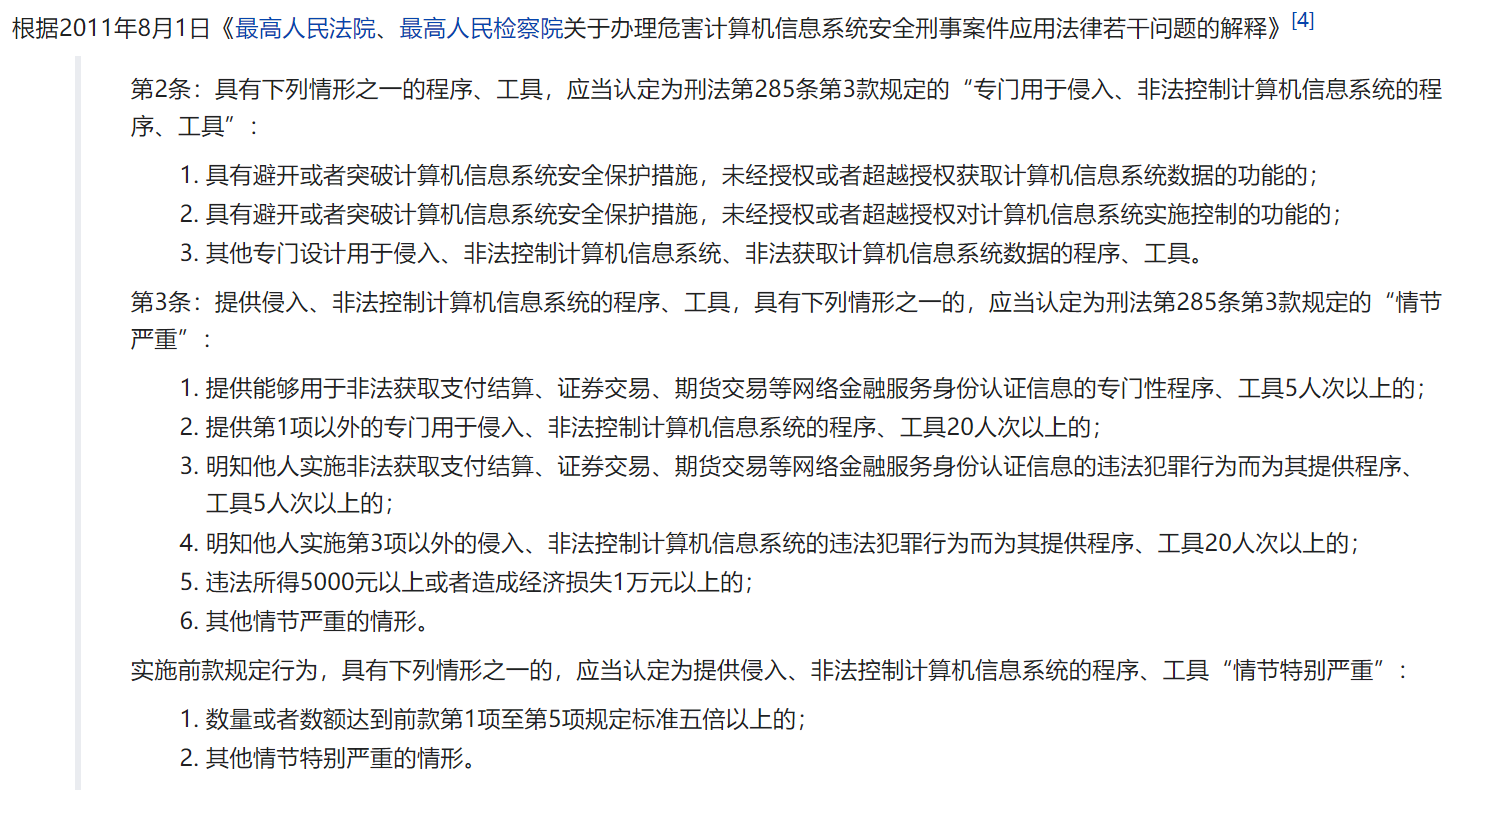 根据2011年8月1日《最高人民法院、最高人民检察院关于办理危害计算机信息系统安全刑事案件应用法律若干问题的解释》[4]
第2条：具有下列情形之一的程序、工具，应当认定为刑法第285条第3款规定的“专门用于侵入、非法控制计算机信息系统的程
序、工具”：
1. 具有避开或者突破计算机信息系统安全保护措施，未经授权或者超越授权获取计算机信息系统数据的功能的；
2. 具有避开或者突破计算机信息系统安全保护措施，未经授权或者超越授权对计算机信息系统实施控制的功能的；
3. 其他专门设计用于侵入、非法控制计算机信息系统、非法获取计算机信息系统数据的程序、工具。
第3条：提供侵入、非法控制计算机信息系统的程序、工具，具有下列情形之一的，应当认定为刑法第285条第3款规定的“情节
严重”：
1. 提供能够用于非法获取支付结算、证券交易、期货交易等网络金融服务身份认证信息的专门性程序、工具5人次以上的；
2. 提供第1项以外的专门用于侵入、非法控制计算机信息系统的程序、工具20人次以上的；
3. 明知他人实施非法获取支付结算、证券交易、期货交易等网络金融服务身份认证信息的违法犯罪行为而为其提供程序、
工具5人次以上的；
4. 明知他人实施第3项以外的侵入、非法控制计算机信息系统的违法犯罪行为而为其提供程序、工具20人次以上的；
5. 违法所得5000元以上或者造成经济损失1万元以上的；
6. 其他情节严重的情形。
实施前款规定行为，具有下列情形之一的，应当认定为提供侵入、非法控制计算机信息系统的程序、工具“情节特别严重”：
1. 数量或者数额达到前款第1项至第5项规定标准五倍以上的；
2. 其他情节特别严重的情形。